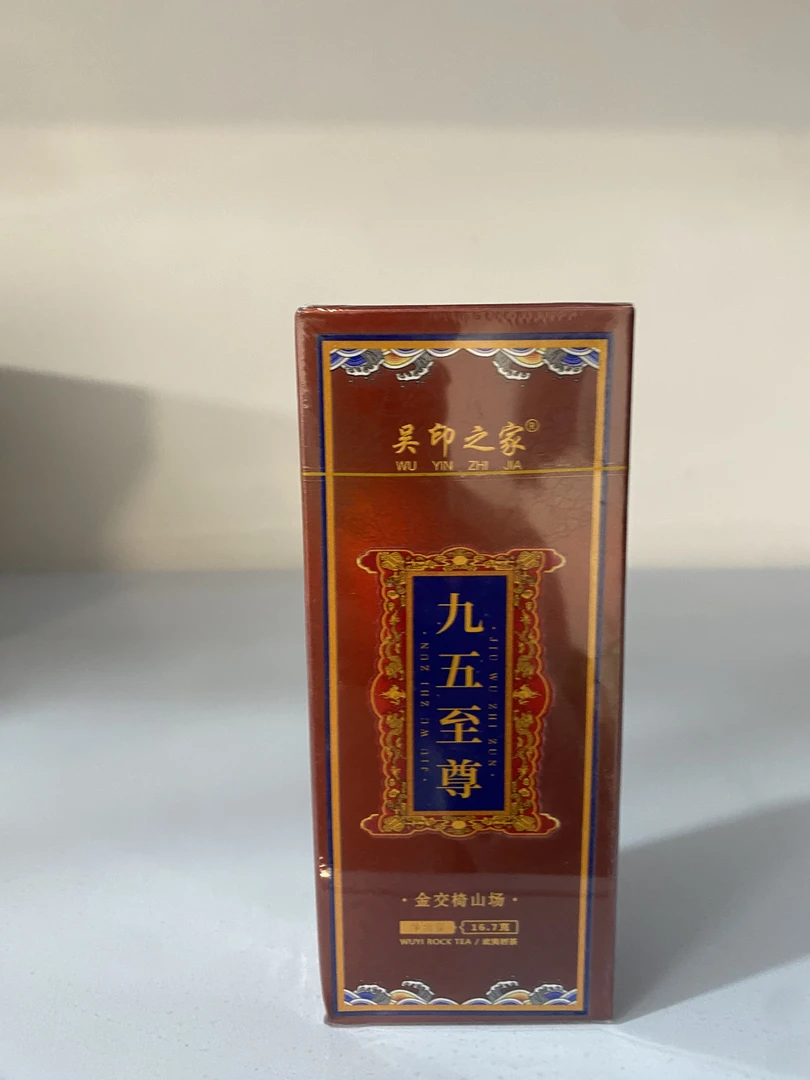 吴印之家®
WU YIN ZHI JIA
九五至尊
·JIU WU ZHI ZUN·
·JIU WU ZHI ZUN·
·金交椅山场·
16.7克
WUYI ROCK TEA / 武夷岩茶